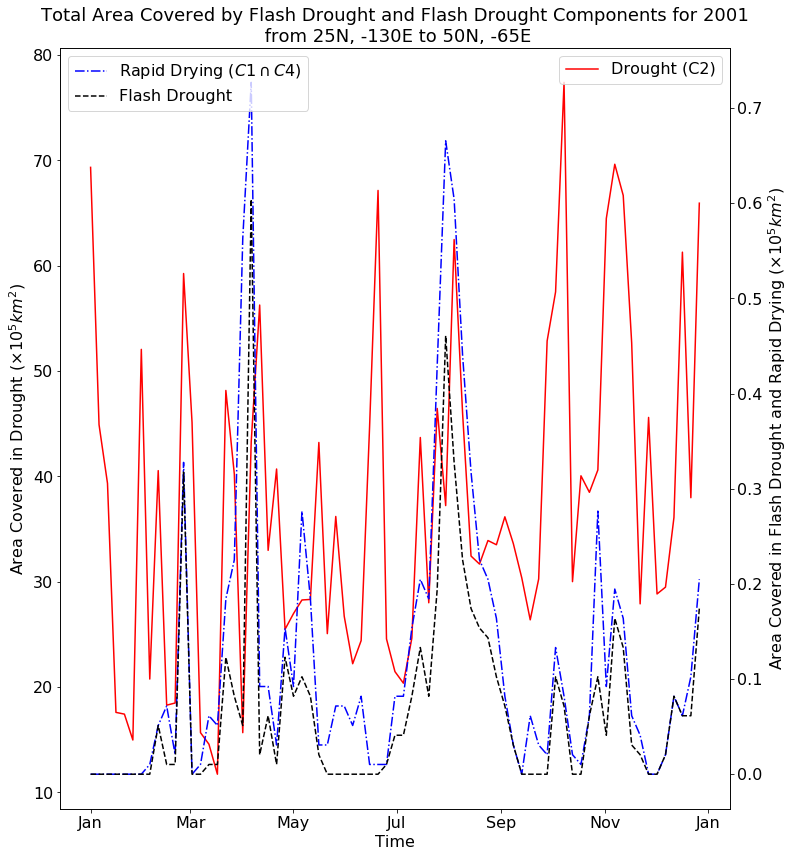 Total Area Covered by Flash Drought and Flash Drought Components for 2001
from 25N, -130E to 50N, -65E
Rapid Drying (C1 ∩ C4)
Flash Drought
Drought (C2)
Area Covered in Drought (×10⁵km²)
80
70
60
50
40
30
20
10
0.7
0.6
0.5
0.4
0.3
0.2
0.1
0.0
Area Covered in Flash Drought and Rapid Drying (×10⁵km²)
Jan Mar May Jul Sep Nov Jan
Time